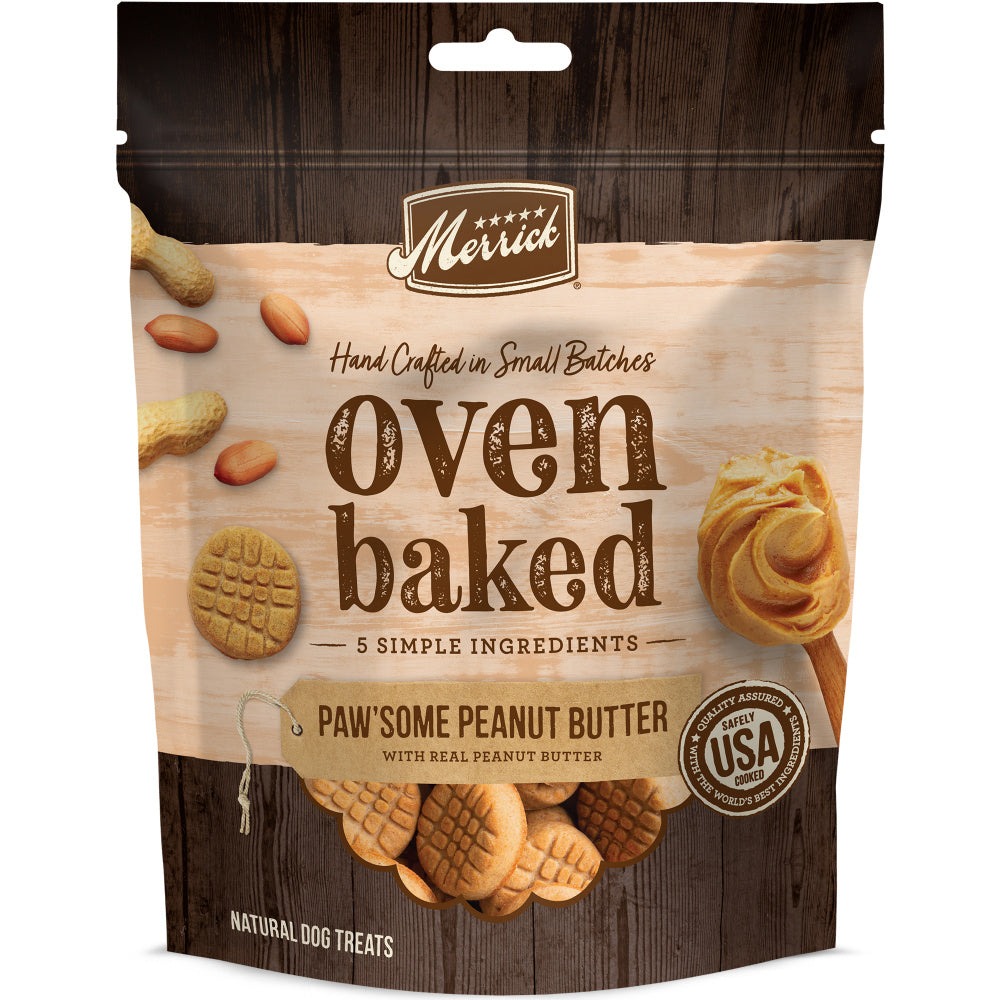 ★★★★★
Merrick®
Hand Crafted in Small Batches
oven
baked
5 SIMPLE INGREDIENTS
PAW'SOME PEANUT BUTTER
WITH REAL PEANUT BUTTER
QUALITY ASSURED
SAFELY
USA
COOKED
WITH THE WORLD'S BEST INGREDIENTS
NATURAL DOG TREATS